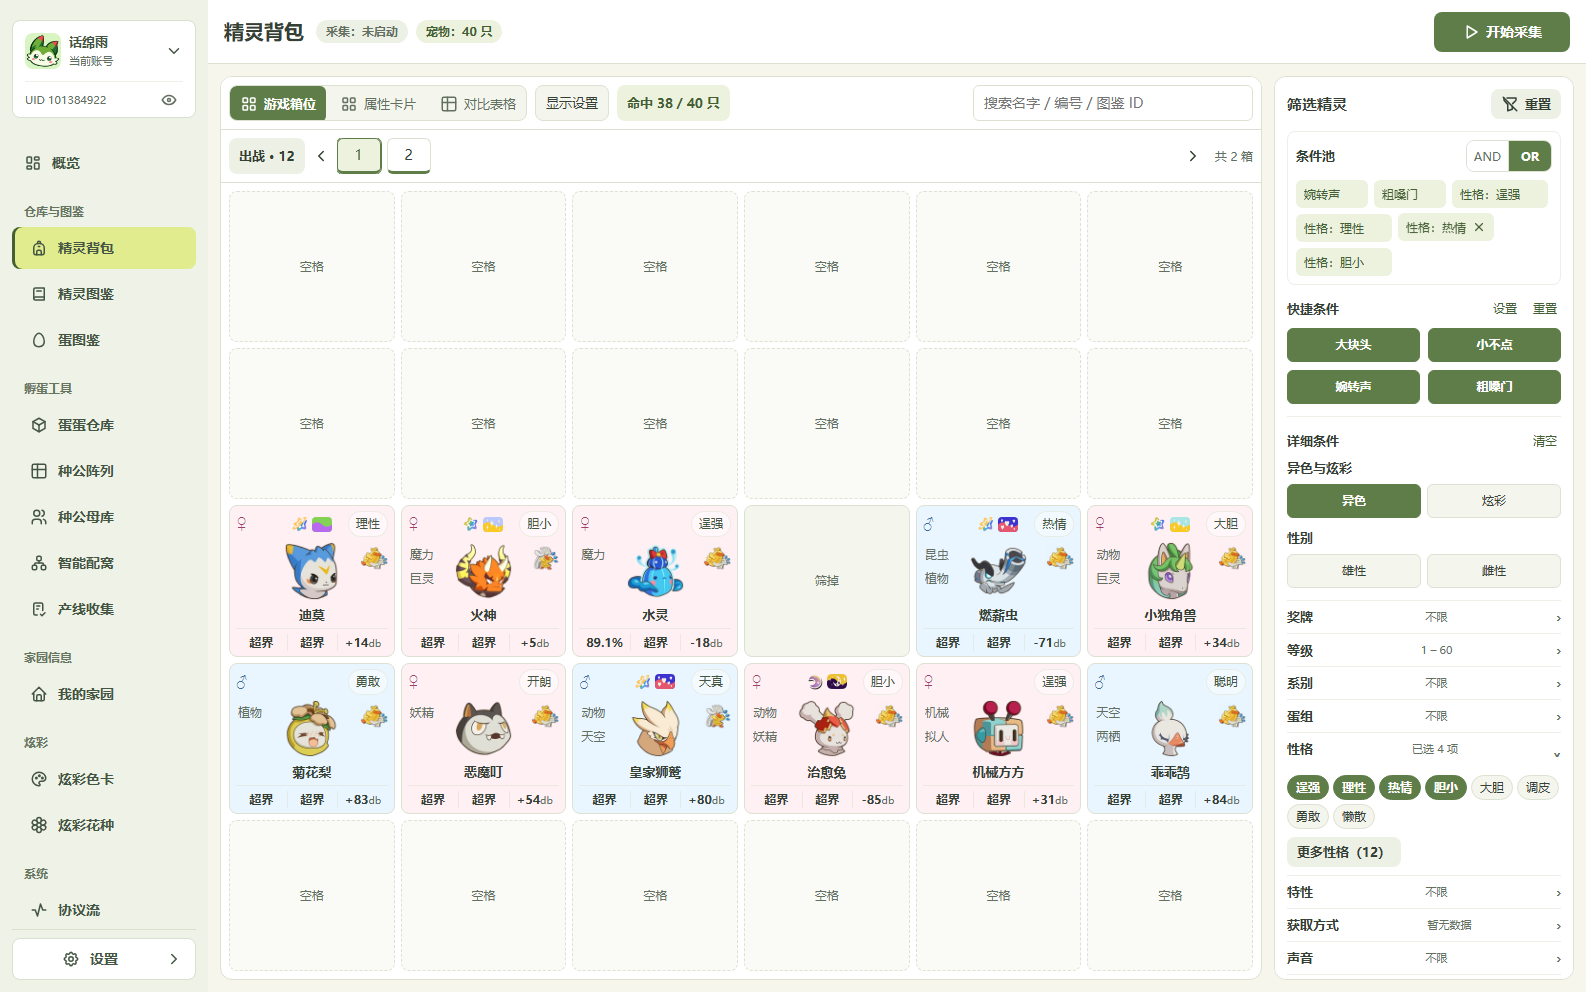 话绵雨
当前账号
UID 101384922
概览
仓库与图鉴
精灵背包
精灵图鉴
蛋图鉴
孵蛋工具
蛋蛋仓库
种公阵列
种公母库
智能配窝
产线收集
家园信息
我的家园
炫彩
炫彩色卡
炫彩花种
系统
协议流
设置
精灵背包 采集：未启动 宠物：40 只
开始采集
游戏箱位 属性卡片 对比表格 显示设置 命中 38 / 40 只
搜索名字 / 编号 / 图鉴 ID
出战 • 12 1 2
共 2 箱
空格 空格 空格 空格 空格 空格
空格 空格 空格 空格 空格 空格
理性
迪莫
超界 超界 +14db
胆小
魔力
巨灵
火神
超界 超界 +5db
逞强
魔力
水灵
89.1% 超界 -18db
筛掉
热情
昆虫
植物
燃薪虫
超界 超界 -71db
大胆
动物
巨灵
小独角兽
超界 超界 +34db
勇敢
植物
菊花梨
超界 超界 +83db
开朗
妖精
恶魔叮
超界 超界 +54db
天真
动物
天空
皇家狮鹫
超界 超界 +80db
胆小
动物
妖精
治愈兔
超界 超界 -85db
逞强
机械
拟人
机械方方
超界 超界 +31db
聪明
天空
两栖
乖乖鹄
超界 超界 +84db
空格 空格 空格 空格 空格 空格
筛选精灵 重置
条件池 AND OR
婉转声 粗嗓门 性格：逞强
性格：理性 性格：热情 ✕
性格：胆小
快捷条件 设置 重置
大块头 小不点
婉转声 粗嗓门
详细条件 清空
异色与炫彩
异色 炫彩
性别
雄性 雌性
奖牌 不限
等级 1 – 60
系别 不限
蛋组 不限
性格 已选 4 项
逞强 理性 热情 胆小 大胆 调皮
勇敢 懒散
更多性格（12）
特性 不限
获取方式 暂无数据
声音 不限